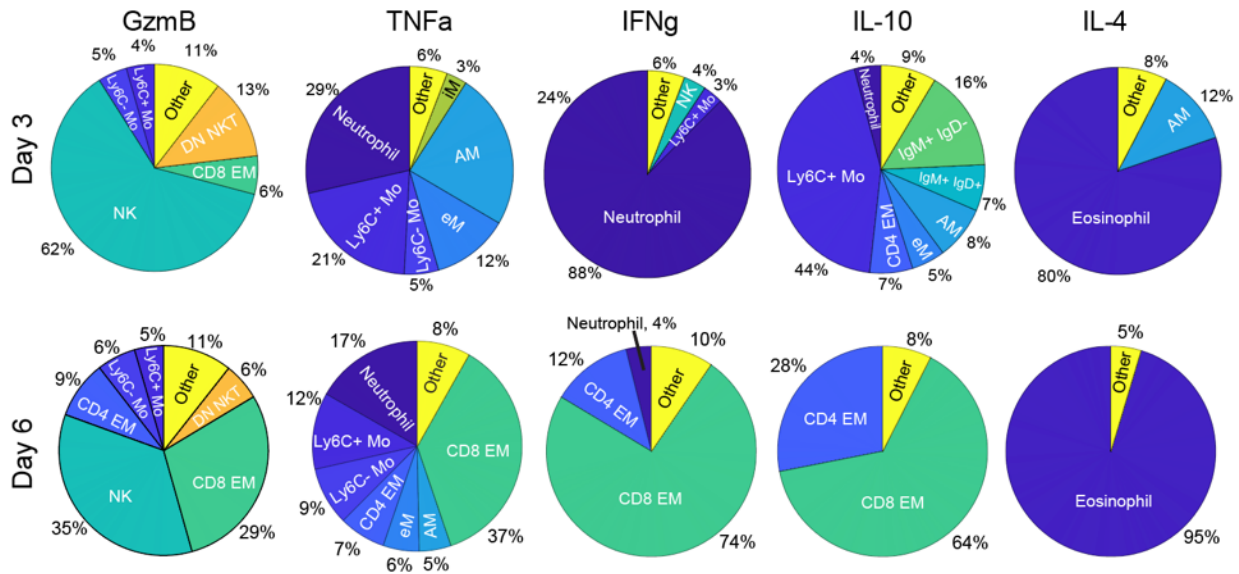 GzmB TNFa IFNg IL-10 IL-4
Day 3
5% 4% 11%
Ly6C- Mo Ly6C+ Mo Other
13%
DN NKT
CD8 EM
6%
NK
62%
6% 3%
29%
Other IM
Neutrophil
AM
Ly6C+ Mo Ly6C- Mo eM
21% 5% 12%
6% 4% 3%
24%
Other NK Ly6C+ Mo
Neutrophil
88%
4% 9%
16%
Neutrophil Other
IgM+ IgD-
Ly6C+ Mo IgM+ IgD+
7%
CD4 EM eM AM
8%
44% 7% 5%
8%
12%
Other AM
Eosinophil
80%
Day 6
6% 5% 11%
9% 6%
Ly6C- Mo Ly6C+ Mo Other
CD4 EM DN NKT
NK CD8 EM
35% 29%
17% 8%
Neutrophil Other
12%
Ly6C+ Mo CD8 EM
Ly6C- Mo
9% CD4 EM eM AM
7% 6% 5% 37%
Neutrophil, 4% 10%
12%
CD4 EM Other
CD8 EM
74%
28% 8%
CD4 EM Other
CD8 EM
64%
5%
Other
Eosinophil
95%